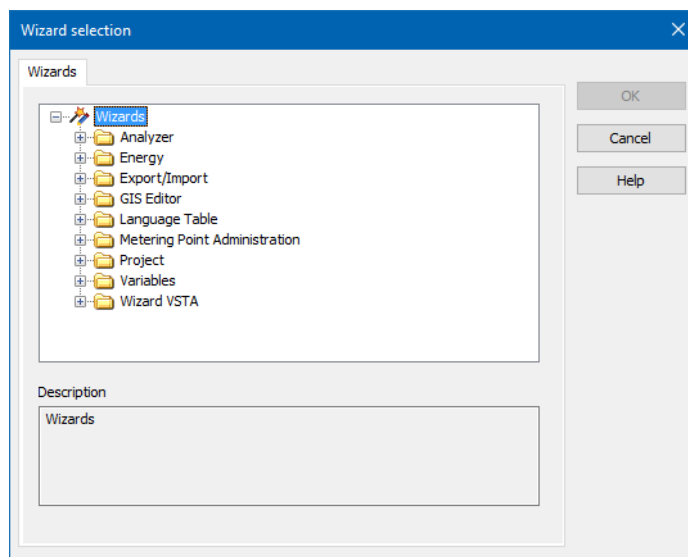 Wizard selection
Wizards
Wizards
Analyzer
Energy
Export/Import
GIS Editor
Language Table
Metering Point Administration
Project
Variables
Wizard VSTA
OK
Cancel
Help
Description
Wizards